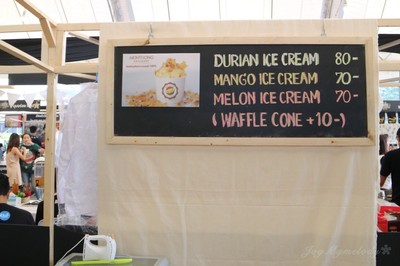 DURIAN ICE CREAM 80-
MANGO ICE CREAM 70-
MELON ICE CREAM 70-
( WAFFLE CONE +10-)